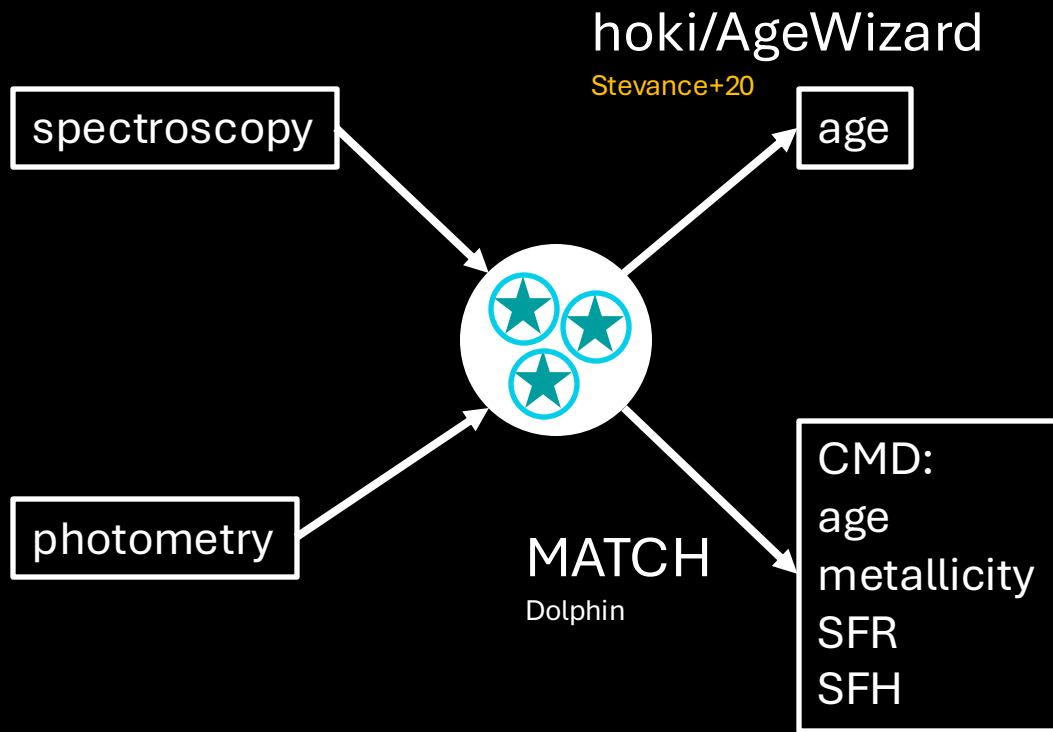 hoki/AgeWizard
Stevance+20
spectroscopy
age
photometry
MATCH
Dolphin
CMD:
age
metallicity
SFR
SFH